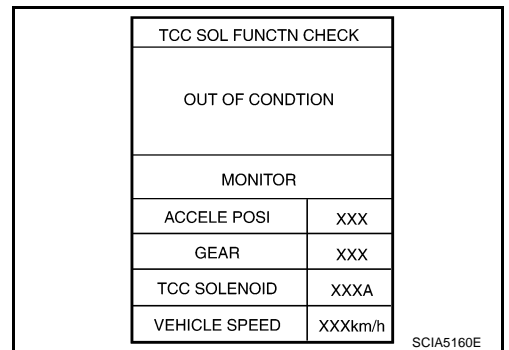 TCC SOL FUNCTN CHECK
OUT OF CONDTION
MONITOR
ACCELE POSI XXX
GEAR XXX
TCC SOLENOID XXXA
VEHICLE SPEED XXXkm/h
SCIA5160E